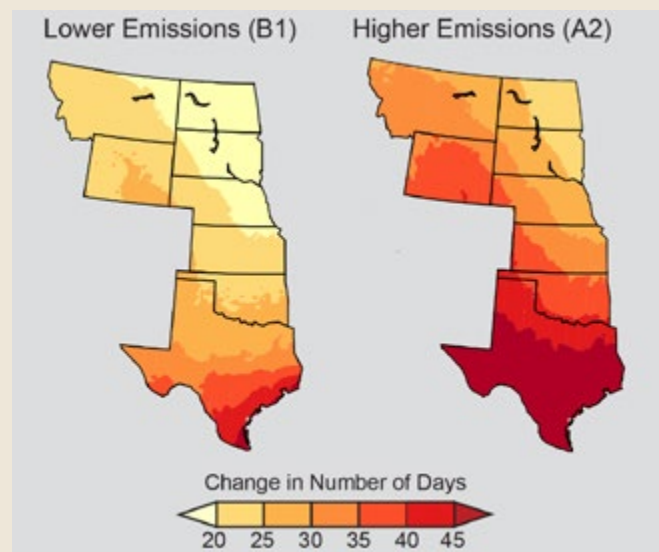 Lower Emissions (B1) Higher Emissions (A2)
Change in Number of Days
20 25 30 35 40 45